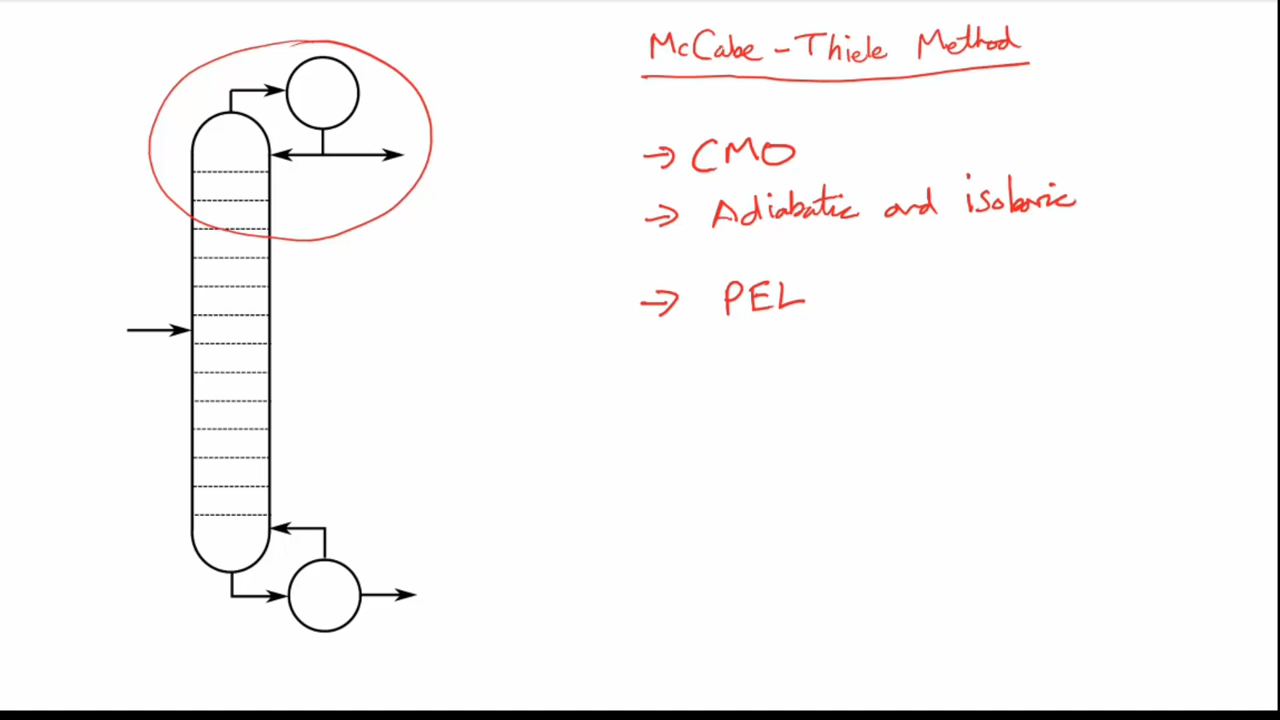 McCabe - Thiele Method
→ CMO
→ Adiabatic and isobaric
→ PEL